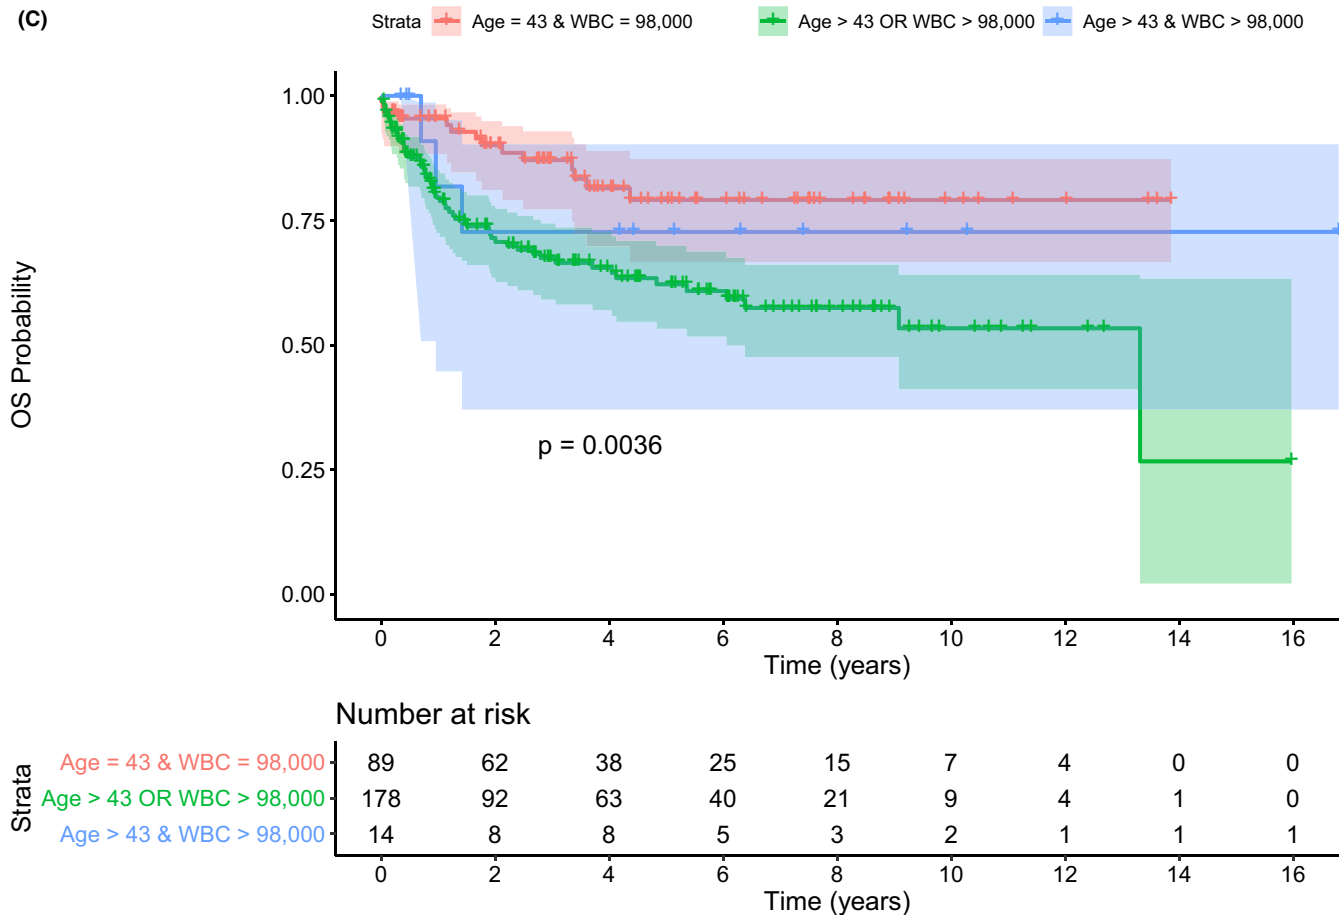 (C)
Strata Age = 43 & WBC = 98,000 Age > 43 OR WBC > 98,000 Age > 43 & WBC > 98,000
OS Probability
1.00
0.75
0.50
0.25
0.00
p = 0.0036
0 2 4 6 8 10 12 14 16
Time (years)
Number at risk
Strata
Age = 43 & WBC = 98,000 89 62 38 25 15 7 4 0 0
Age > 43 OR WBC > 98,000 178 92 63 40 21 9 4 1 0
Age > 43 & WBC > 98,000 14 8 8 5 3 2 1 1 1
0 2 4 6 8 10 12 14 16
Time (years)